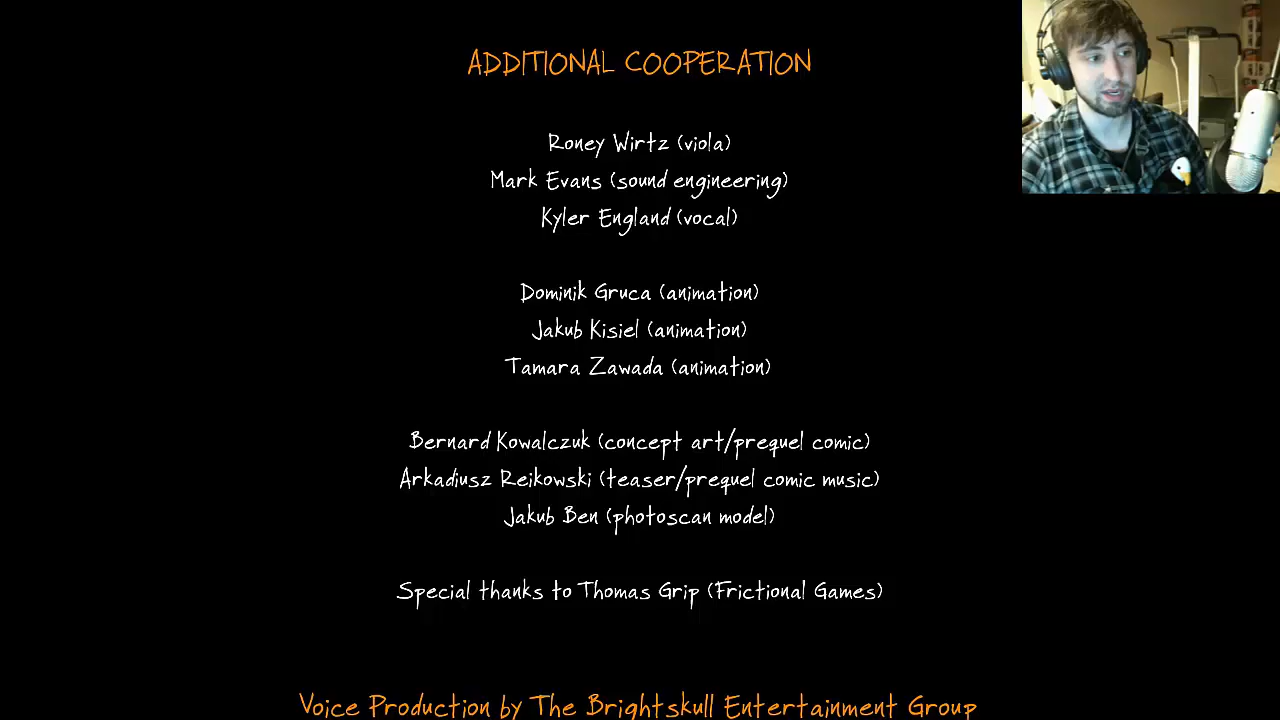 ADDITIONAL COOPERATION
Roney Wirtz (viola)
Mark Evans (sound engineering)
Kyler England (vocal)
Dominik Gruca (animation)
Jakub Kisiel (animation)
Tamara Zawada (animation)
Bernard Kowalczuk (concept art/prequel comic)
Arkadiusz Reikowski (teaser/prequel comic music)
Jakub Ben (photoscan model)
Special thanks to Thomas Grip (Frictional Games)
Voice Production by The Brightskull Entertainment Group